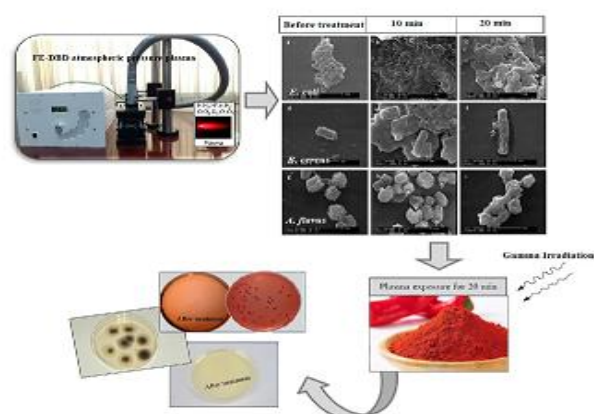 FE-DBD atmospheric pressure plasma
Plasma
Before treatment
10 min
20 min
E. coli
B. cereus
A. flavus
Gamma Irradiation
Plasma exposure for 20 min
After treatment
After treatment